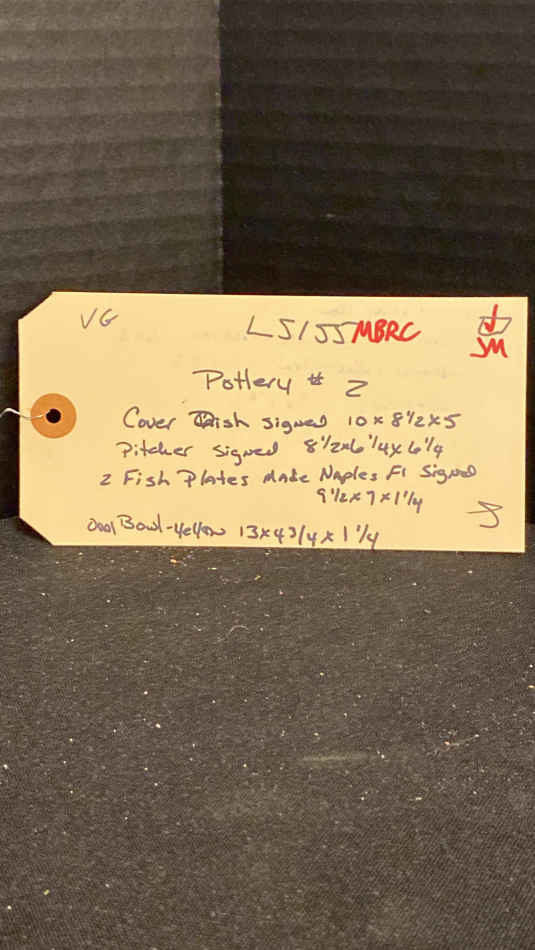 VG
L5155 MBRC
JM
Pottery # 2
Cover Dish signed 10 x 8 1/2 x 5
Pitcher signed 8 1/2 x 6 1/4 x 6 1/4
2 Fish Plates Made Naples Fl Signed
9 1/2 x 7 x 1 1/4
Oval Bowl - Yellow 13 x 4 3/4 x 1 1/4